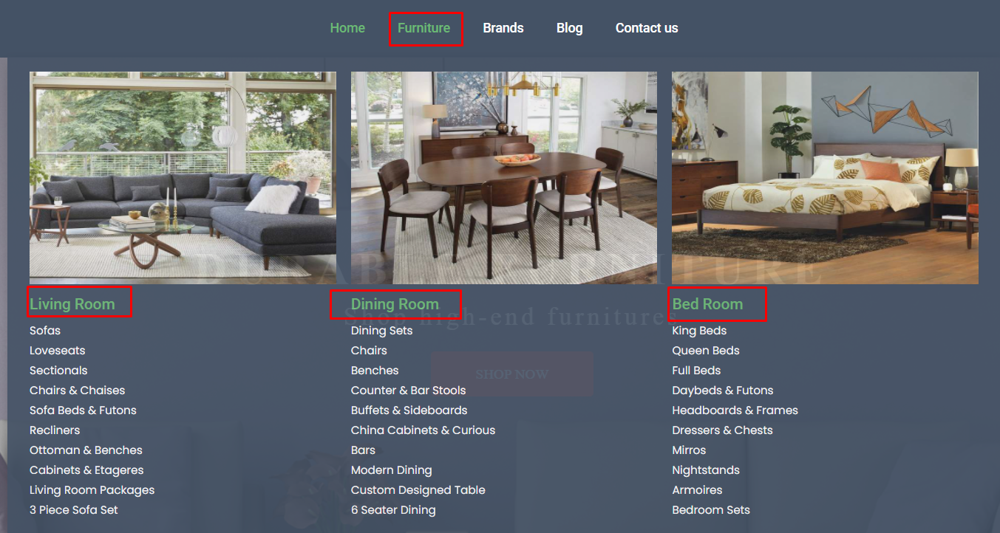 Home Furniture Brands Blog Contact us
DURABLE FURNITURE
Living Room
Sofas
Loveseats
Sectionals
Chairs & Chaises
Sofa Beds & Futons
Recliners
Ottoman & Benches
Cabinets & Etageres
Living Room Packages
3 Piece Sofa Set
Dining Room
Shop high-end furnitures
Dining Sets
Chairs
Benches
SHOP NOW
Counter & Bar Stools
Buffets & Sideboards
China Cabinets & Curious
Bars
Modern Dining
Custom Designed Table
6 Seater Dining
Bed Room
King Beds
Queen Beds
Full Beds
Daybeds & Futons
Headboards & Frames
Dressers & Chests
Mirros
Nightstands
Armoires
Bedroom Sets